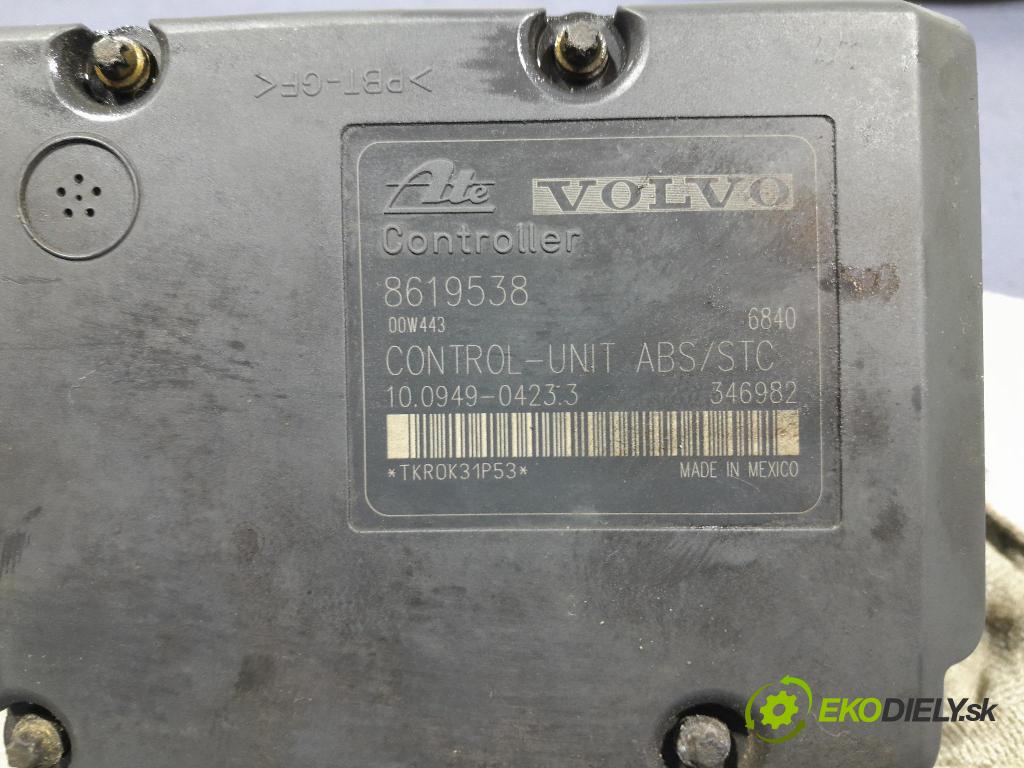 >PBT-GF<
Ate VOLVO
Controller
8619538
00W443 6840
CONTROL-UNIT ABS/STC
10.0949-0423.3 346982
*TKR0K31P53* MADE IN MEXICO
EKODIELY.sk